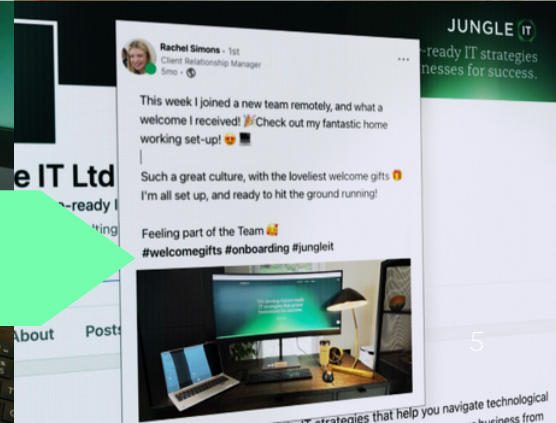 JUNGLE IT
-ready IT strategies
nesses for success.
Rachel Simons · 1st
Client Relationship Manager
5mo ·
This week I joined a new team remotely, and what a
welcome I received! 🎉Check out my fantastic home
working set-up! 😍 💻
Such a great culture, with the loveliest welcome gifts 🎁
I'm all set up, and ready to hit the ground running!
Feeling part of the Team 🥰
#welcomegifts #onboarding #jungleit
e IT Ltd
-ready I
lting
About Posts
5
IT strategies that help you navigate technological
business from